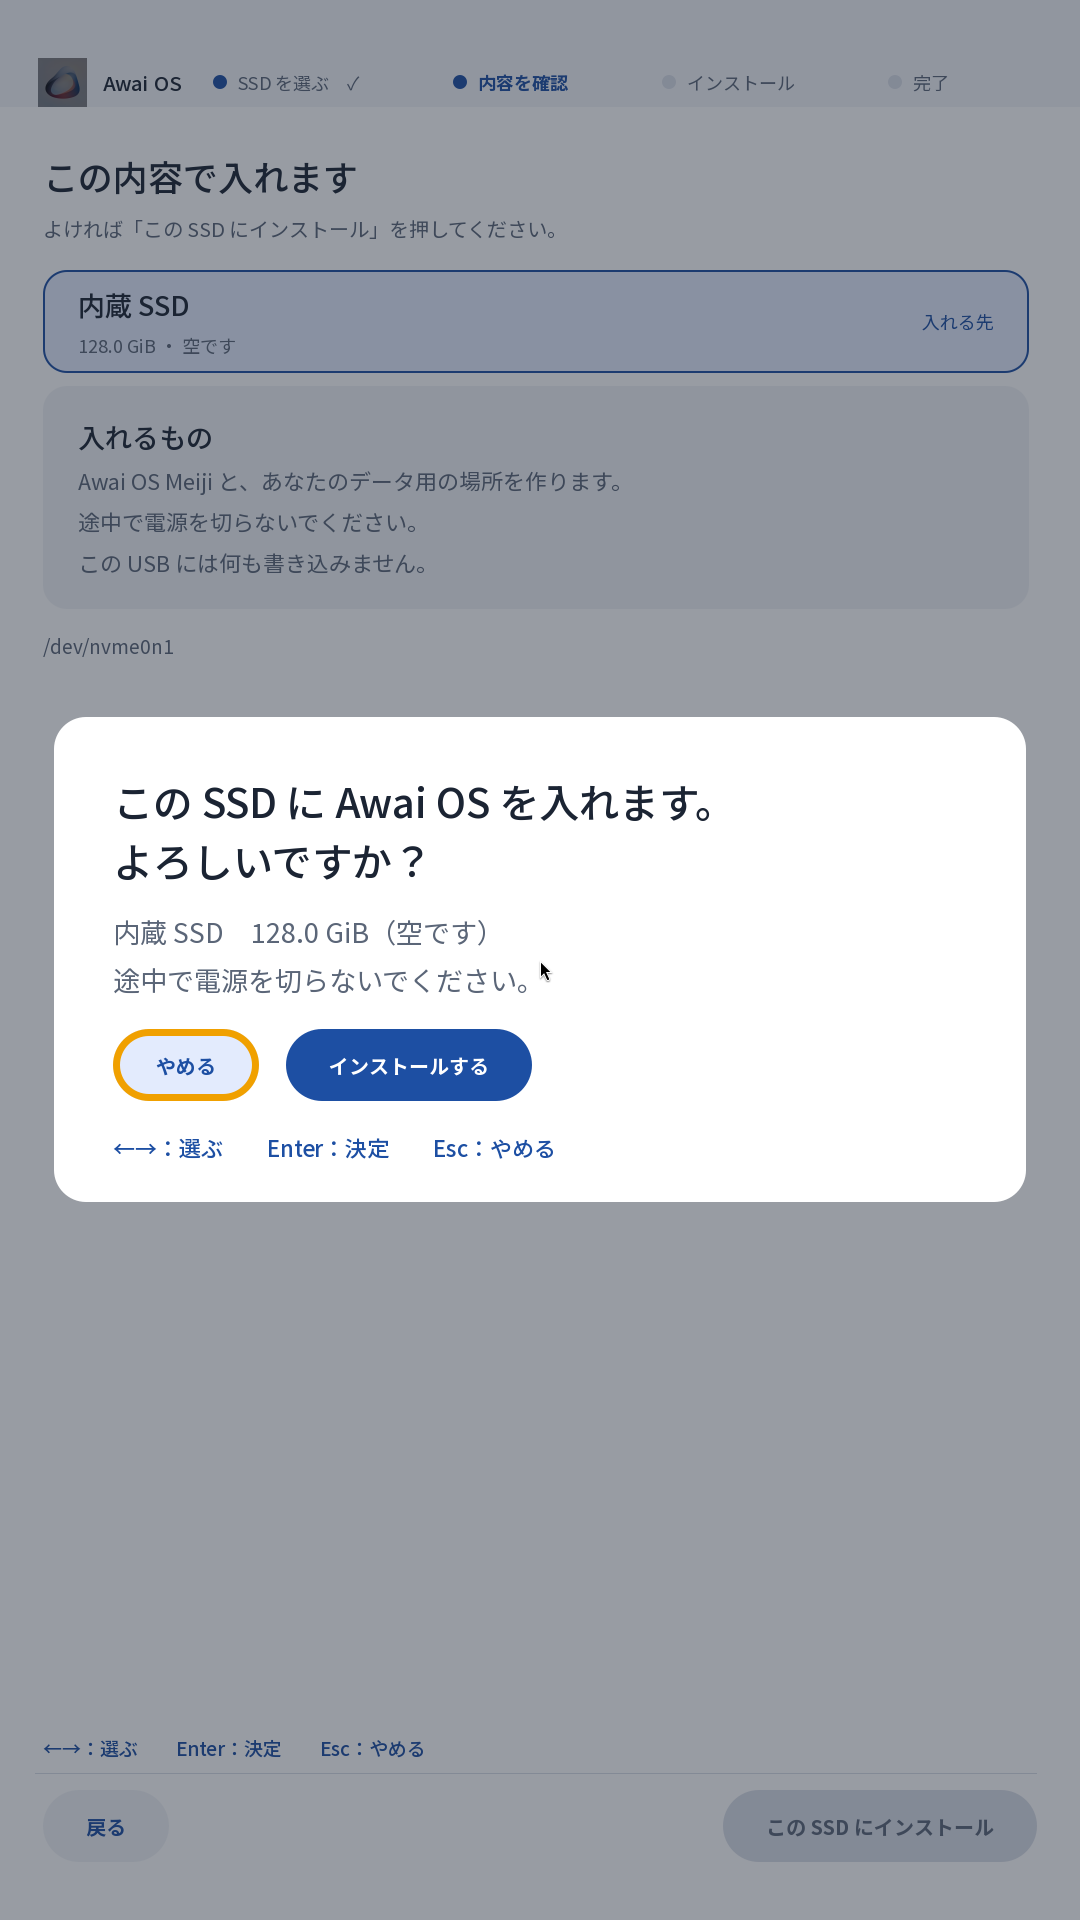 Awai OS
SSD を選ぶ ✓
内容を確認
インストール
完了
この内容で入れます
よければ「この SSD にインストール」を押してください。
内蔵 SSD
128.0 GiB ・ 空です
入れる先
入れるもの
Awai OS Meiji と、あなたのデータ用の場所を作ります。
途中で電源を切らないでください。
この USB には何も書き込みません。
/dev/nvme0n1
この SSD に Awai OS を入れます。
よろしいですか？
内蔵 SSD　128.0 GiB（空です）
途中で電源を切らないでください。
やめる
インストールする
←→：選ぶ　Enter：決定　Esc：やめる
←→：選ぶ　Enter：決定　Esc：やめる
戻る
この SSD にインストール